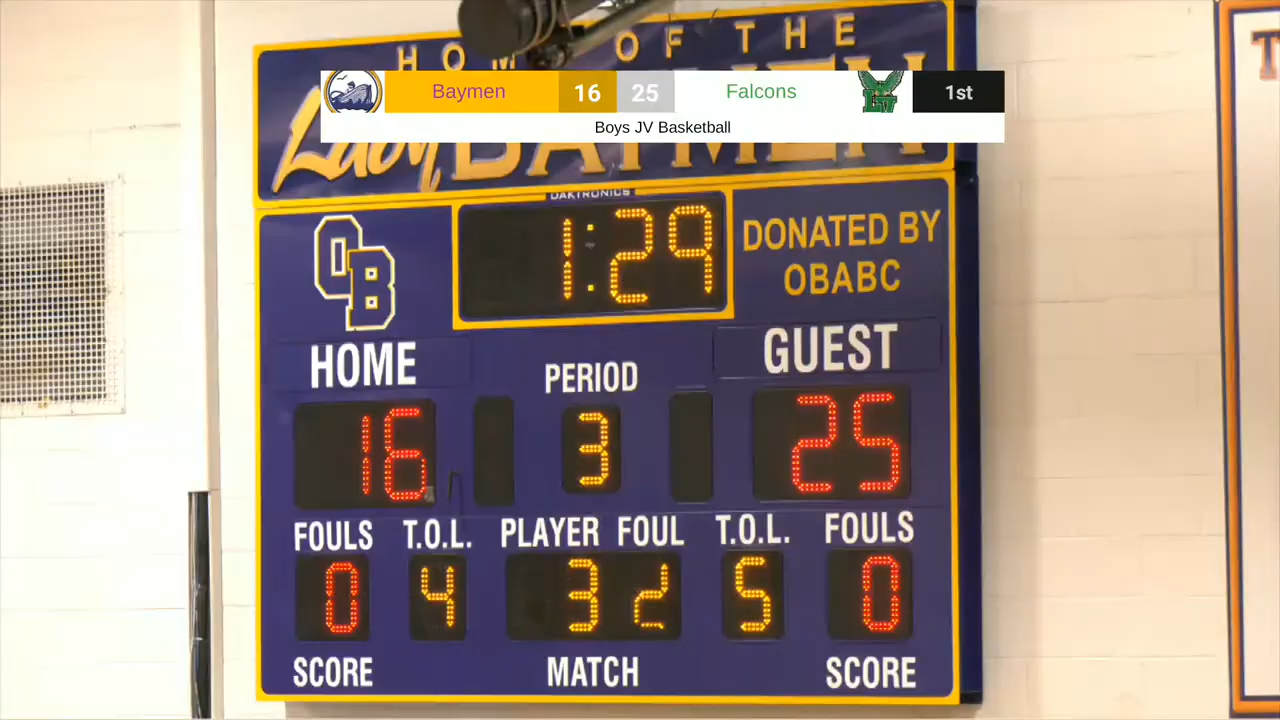 HOM OF THE
Baymen 16 25 Falcons LV 1st
Boys JV Basketball
Lady BAYMEN
DAKTRONICS
OB 1:29 DONATED BY
OBABC
HOME PERIOD GUEST
16 3 25
FOULS T.O.L. PLAYER FOUL T.O.L. FOULS
0 4 3 2 5 0
SCORE MATCH SCORE
T